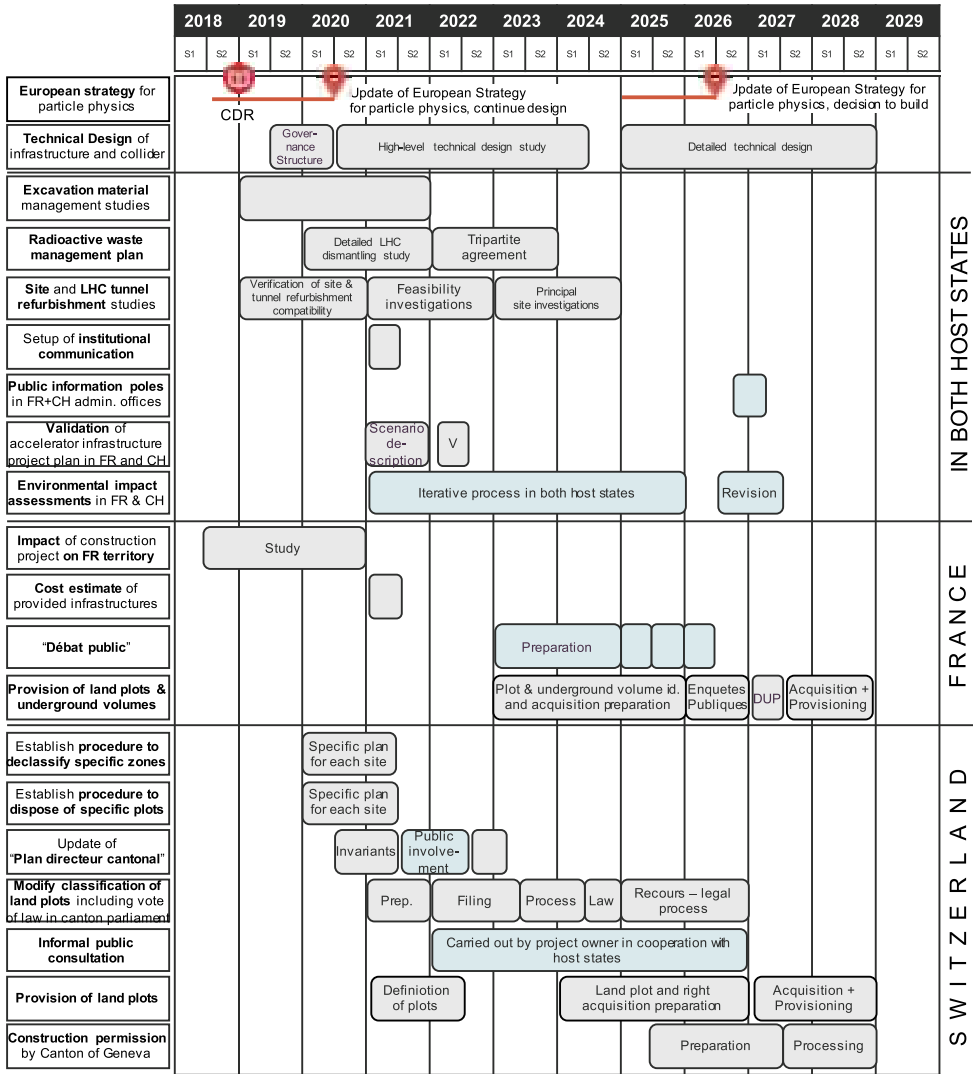 2018 2019 2020 2021 2022 2023 2024 2025 2026 2027 2028 2029
S1 S2 S1 S2 S1 S2 S1 S2 S1 S2 S1 S2 S1 S2 S1 S2 S1 S2 S1 S2 S1 S2 S1 S2
European strategy for
particle physics
CDR
Update of European Strategy
for particle physics, continue design
Update of European Strategy for
particle physics, decision to build
Technical Design of
infrastructure and collider
Gover-
nance
Structure
High-level technical design study
Detailed technical design
Excavation material
management studies
Radioactive waste
management plan
Detailed LHC
dismantling study
Tripartite
agreement
Site and LHC tunnel
refurbishment studies
Verification of site &
tunnel refurbishment
compatibility
Feasibility
investigations
Principal
site investigations
Setup of institutional
communication
Public information poles
in FR+CH admin. offices
Validation of
accelerator infrastructure
project plan in FR and CH
Scenario
de-
scription
V
Environmental impact
assessments in FR & CH
Iterative process in both host states
Revision
IN BOTH HOST STATES
Impact of construction
project on FR territory
Study
Cost estimate of
provided infrastructures
“Débat public”
Preparation
Provision of land plots &
underground volumes
Plot & underground volume id.
and acquisition preparation
Enquetes
Publiques
DUP
Acquisition +
Provisioning
FRANCE
Establish procedure to
declassify specific zones
Specific plan
for each site
Establish procedure to
dispose of specific plots
Specific plan
for each site
Update of
“Plan directeur cantonal”
Invariants
Public
involve-
ment
Modify classification of
land plots including vote
of law in canton parliament
Prep.
Filing
Process
Law
Recours – legal
process
Informal public
consultation
Carried out by project owner in cooperation with
host states
Provision of land plots
Definiotion
of plots
Land plot and right
acquisition preparation
Acquisition +
Provisioning
Construction permission
by Canton of Geneva
Preparation
Processing
SWITZERLAND